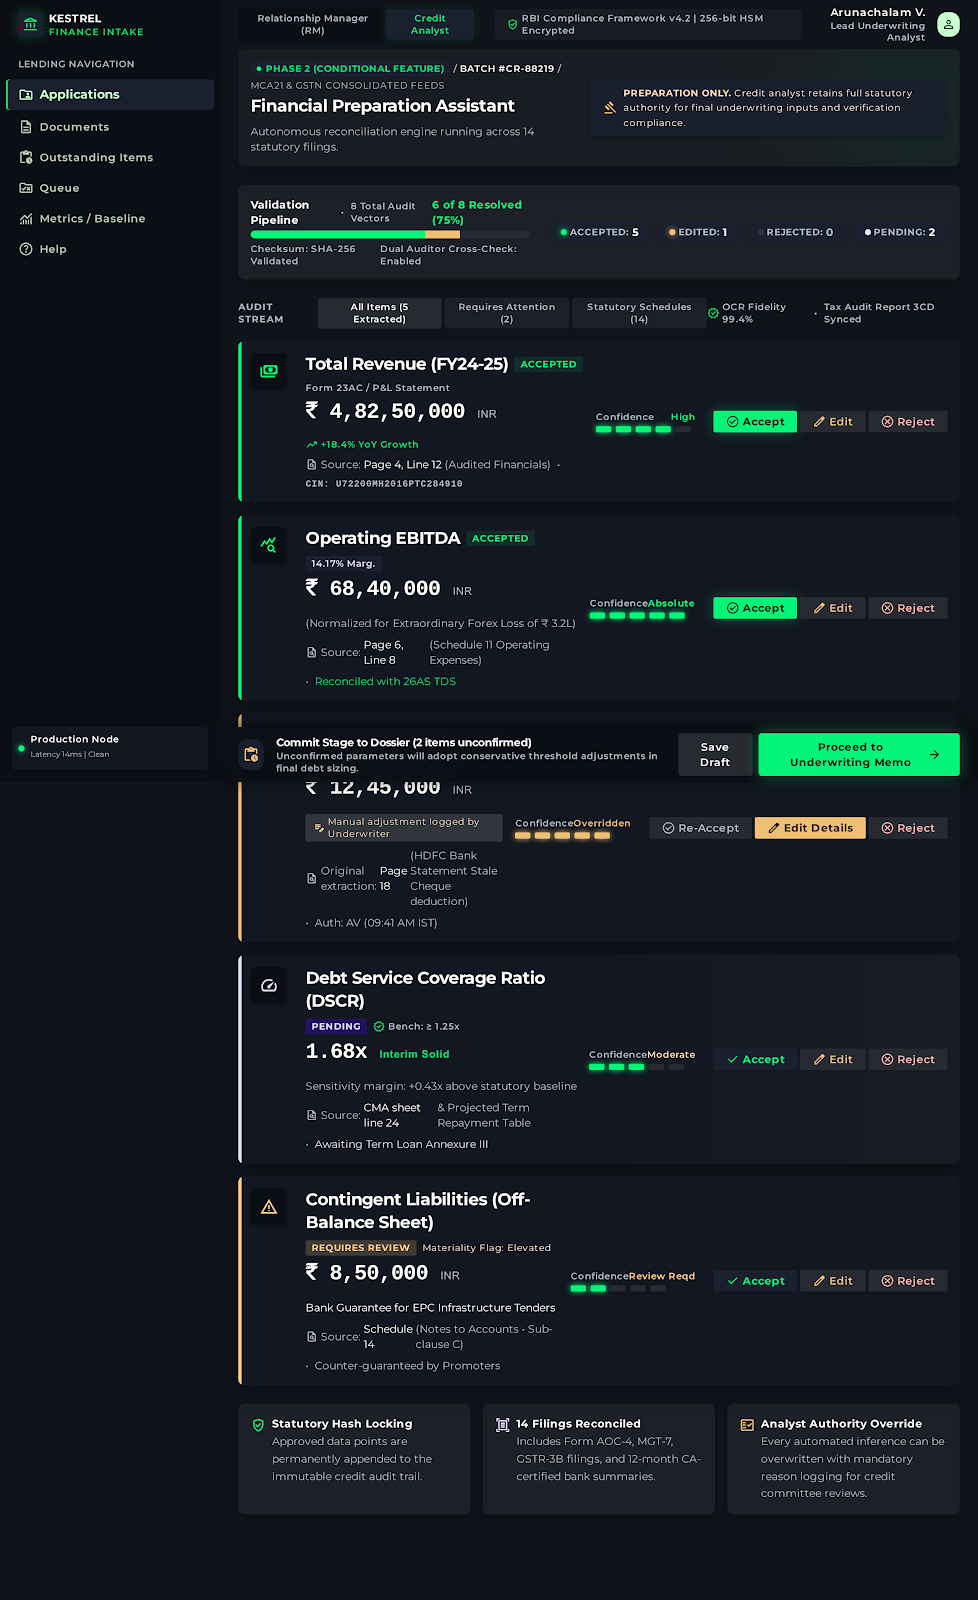 KESTREL
FINANCE INTAKE
LENDING NAVIGATION
Applications
Documents
Outstanding Items
Queue
Metrics / Baseline
Help
Production Node
Latency 14ms | Clean
Relationship Manager
(RM)
Credit
Analyst
RBI Compliance Framework v4.2 | 256-bit HSM
Encrypted
Arunachalam V.
Lead Underwriting
Analyst
PHASE 2 (CONDITIONAL FEATURE) / BATCH #CR-88219 /
MCA21 & GSTN CONSOLIDATED FEEDS
Financial Preparation Assistant
Autonomous reconciliation engine running across 14
statutory filings.
PREPARATION ONLY. Credit analyst retains full statutory
authority for final underwriting inputs and verification
compliance.
Validation
Pipeline
• 8 Total Audit
Vectors
6 of 8 Resolved
(75%)
Checksum: SHA-256
Validated
Dual Auditor Cross-Check:
Enabled
ACCEPTED: 5
EDITED: 1
REJECTED: 0
PENDING: 2
AUDIT
STREAM
All Items (5
Extracted)
Requires Attention
(2)
Statutory Schedules
(14)
OCR Fidelity
99.4%
• Tax Audit Report 3CD
Synced
Total Revenue (FY24-25) ACCEPTED
Form 23AC / P&L Statement
₹ 4,82,50,000 INR
+18.4% YoY Growth
Source: Page 4, Line 12 (Audited Financials) •
CIN: U72200MH2016PTC284910
Confidence High
Accept
Edit
Reject
Operating EBITDA ACCEPTED
14.17% Marg.
₹ 68,40,000 INR
(Normalized for Extraordinary Forex Loss of ₹ 3.2L)
Source: Page 6,
Line 8
(Schedule 11 Operating
Expenses)
• Reconciled with 26AS TDS
Confidence Absolute
Accept
Edit
Reject
Commit Stage to Dossier (2 items unconfirmed)
Unconfirmed parameters will adopt conservative threshold adjustments in
final debt sizing.
Save
Draft
Proceed to
Underwriting Memo
₹ 12,45,000 INR
Manual adjustment logged by
Underwriter
Original
extraction:
Page
18
(HDFC Bank
Statement Stale
Cheque
deduction)
• Auth: AV (09:41 AM IST)
Confidence Overridden
Re-Accept
Edit Details
Reject
Debt Service Coverage Ratio
(DSCR)
PENDING Bench: ≥ 1.25x
1.68x Interim Solid
Sensitivity margin: +0.43x above statutory baseline
Source: CMA sheet
line 24
& Projected Term
Repayment Table
• Awaiting Term Loan Annexure III
Confidence Moderate
Accept
Edit
Reject
Contingent Liabilities (Off-
Balance Sheet)
REQUIRES REVIEW Materiality Flag: Elevated
₹ 8,50,000 INR
Bank Guarantee for EPC Infrastructure Tenders
Source: Schedule
14
(Notes to Accounts • Sub-
clause C)
• Counter-guaranteed by Promoters
Confidence Review Reqd
Accept
Edit
Reject
Statutory Hash Locking
Approved data points are
permanently appended to the
immutable credit audit trail.
14 Filings Reconciled
Includes Form AOC-4, MGT-7,
GSTR-3B filings, and 12-month CA-
certified bank summaries.
Analyst Authority Override
Every automated inference can be
overwritten with mandatory
reason logging for credit
committee reviews.